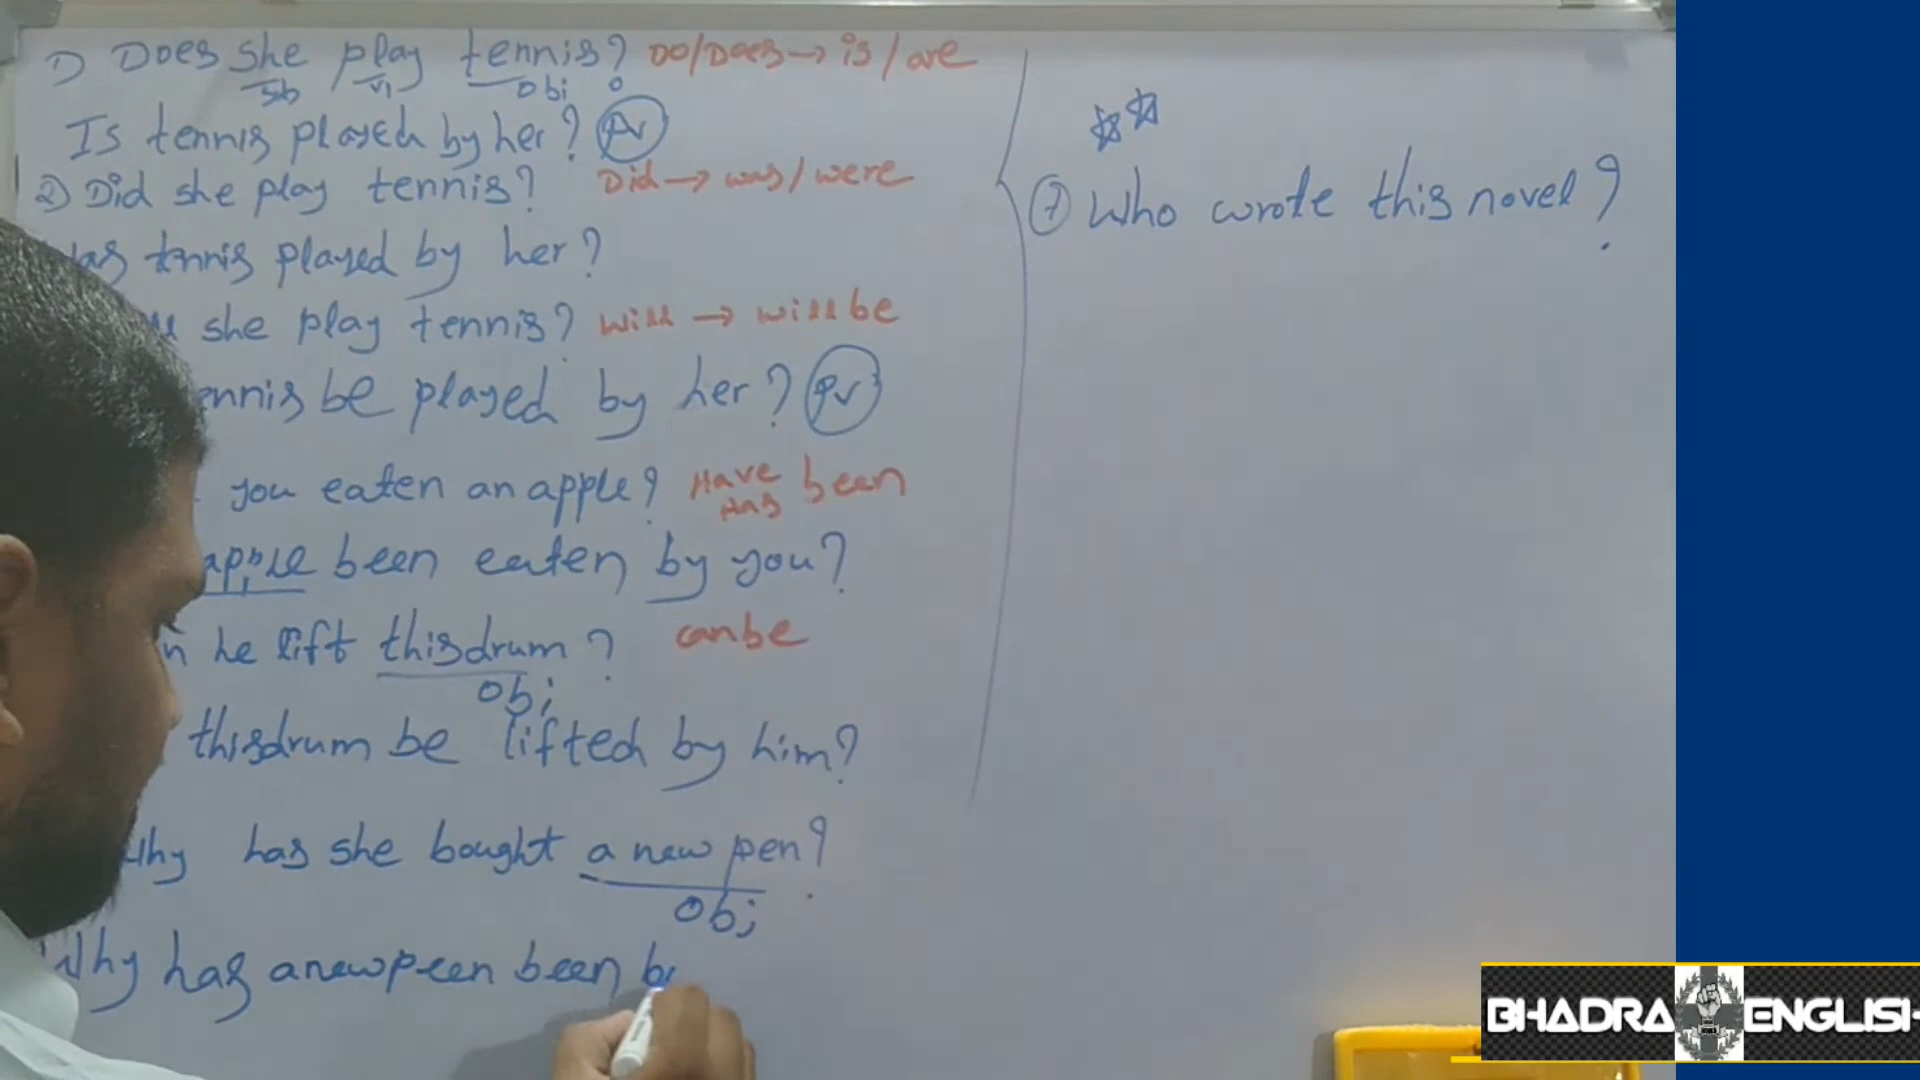 1) Does she play tennis? DO/Does → is/are
sub v1 obj
Is tennis played by her? PV
2) Did she play tennis? Did → was/were
tennis played by her?
she play tennis? Will → will be
be played by her? PV
you eaten an apple? Have been
Has
apple been eaten by you?
he lift this drum? can be
obj
this drum be lifted by him?
Why has she bought a new pen?
obj
Why has a new peen been
⑦ Who wrote this novel?
BHADRA ENGLISH